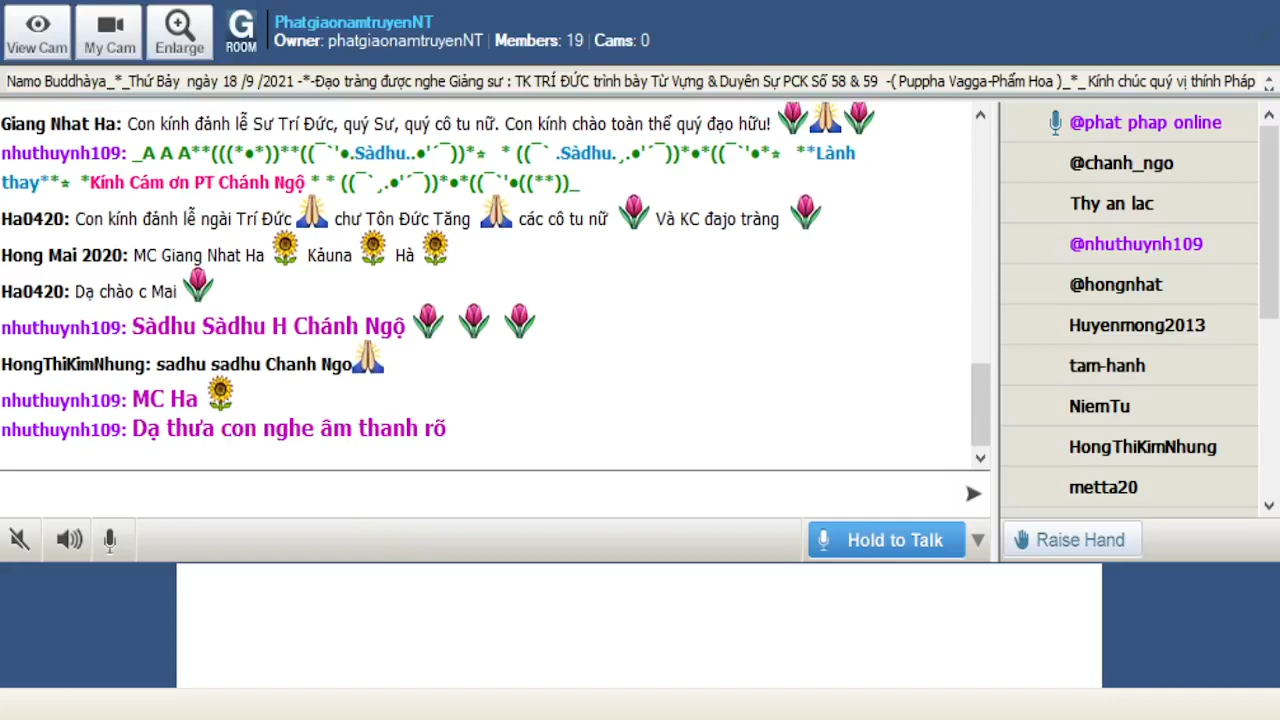 View Cam
My Cam
Enlarge
G
ROOM
PhatgiaonamtruyenNT
Owner: phatgiaonamtruyenNT | Members: 19 | Cams: 0
Namo Buddhàya_*_Thứ Bảy ngày 18 /9 /2021 -*-Đạo tràng được nghe Giảng sư : TK TRÍ ĐỨC trình bày Từ Vựng & Duyên Sự PCK Số 58 & 59 -( Puppha Vagga-Phẩm Hoa )_*_ Kính chúc quý vị thính Pháp
Giang Nhat Ha: Con kính đảnh lễ Sư Trí Đức, quý Sư, quý cô tu nữ. Con kính chào toàn thể quý đạo hữu! 🌷🙏🌷
nhuthuynh109: _A A A**(((*●*))**((¯`'●.Sàdhu..●'´¯))*⋆ * ((¯` .Sàdhu.¸.●'´¯))*●*((¯`'●*⋆ **Lành
thay**⋆ *Kính Cám ơn PT Chánh Ngộ * * ((¯`¸.●'´¯))*●*((¯`'●((**))_
Ha0420: Con kính đảnh lễ ngài Trí Đức 🙏 chư Tôn Đức Tăng 🙏 các cô tu nữ 🌷 Và KC đajo tràng 🌷
Hong Mai 2020: MC Giang Nhat Ha 🌻 Kảuna 🌻 Hà 🌻
Ha0420: Dạ chào c Mai 🌷
nhuthuynh109: Sàdhu Sàdhu H Chánh Ngộ 🌷 🌷 🌷
HongThiKimNhung: sadhu sadhu Chanh Ngo🙏
nhuthuynh109: MC Ha 🌻
nhuthuynh109: Dạ thưa con nghe âm thanh rõ
@phat phap online
@chanh_ngo
Thy an lac
@nhuthuynh109
@hongnhat
Huyenmong2013
tam-hanh
NiemTu
HongThiKimNhung
metta20
Hold to Talk
Raise Hand